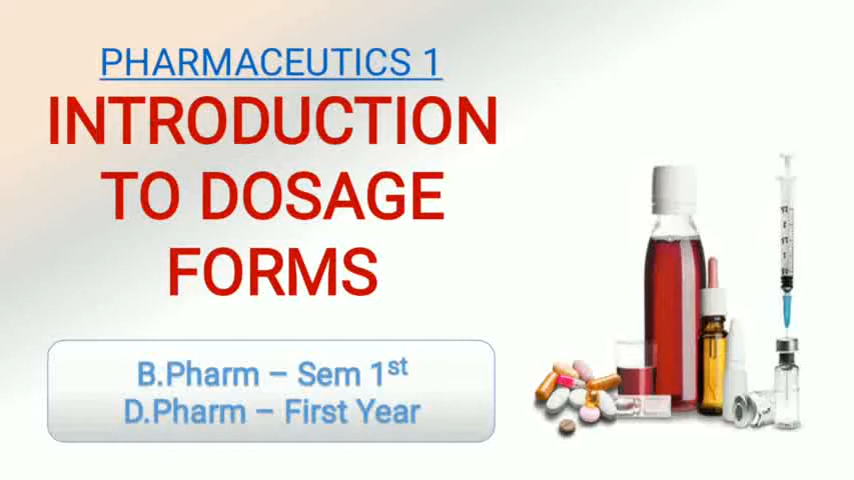 PHARMACEUTICS 1
INTRODUCTION
TO DOSAGE
FORMS
B.Pharm – Sem 1st
D.Pharm – First Year